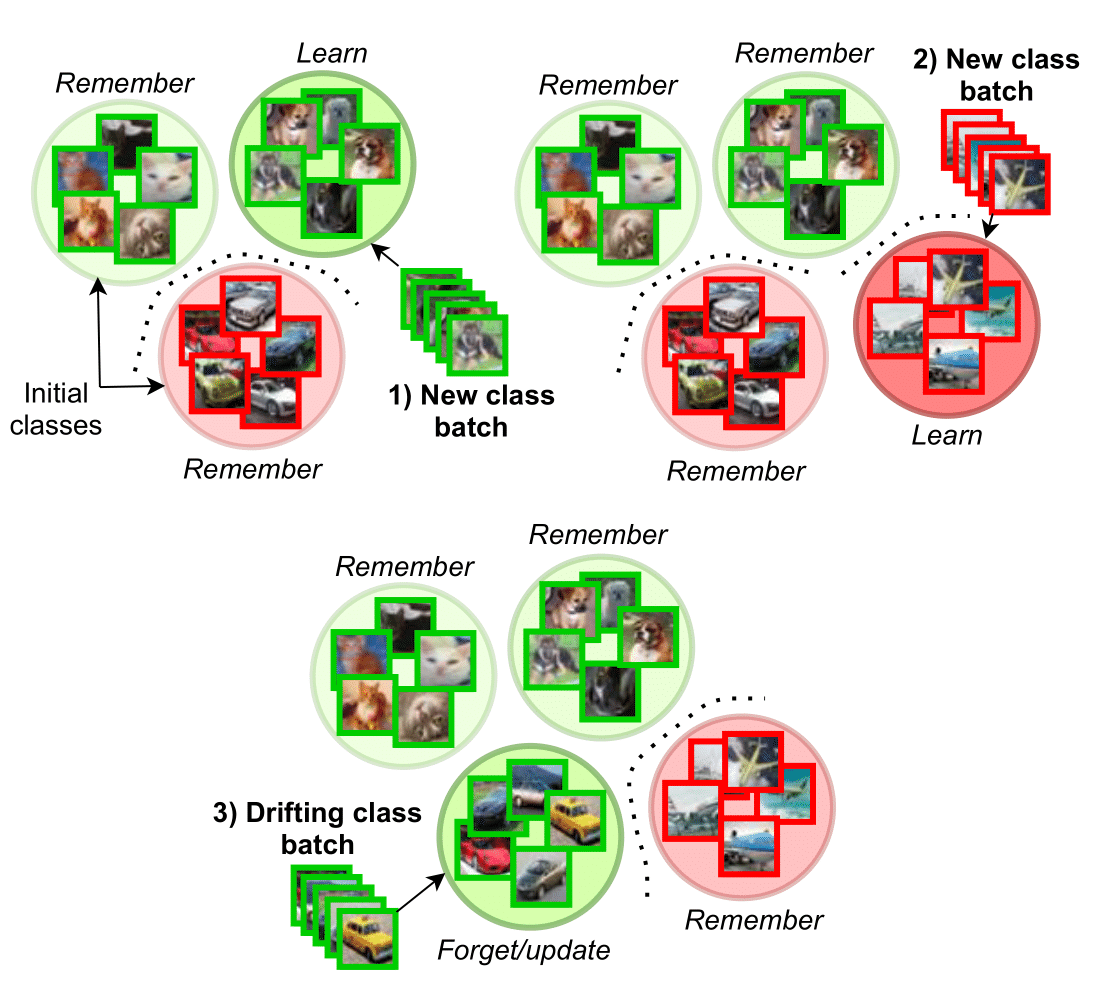 Remember
Learn
Initial
classes
Remember
1) New class
batch
Remember
Remember
2) New class
batch
Remember
Learn
Remember
Remember
3) Drifting class
batch
Forget/update
Remember